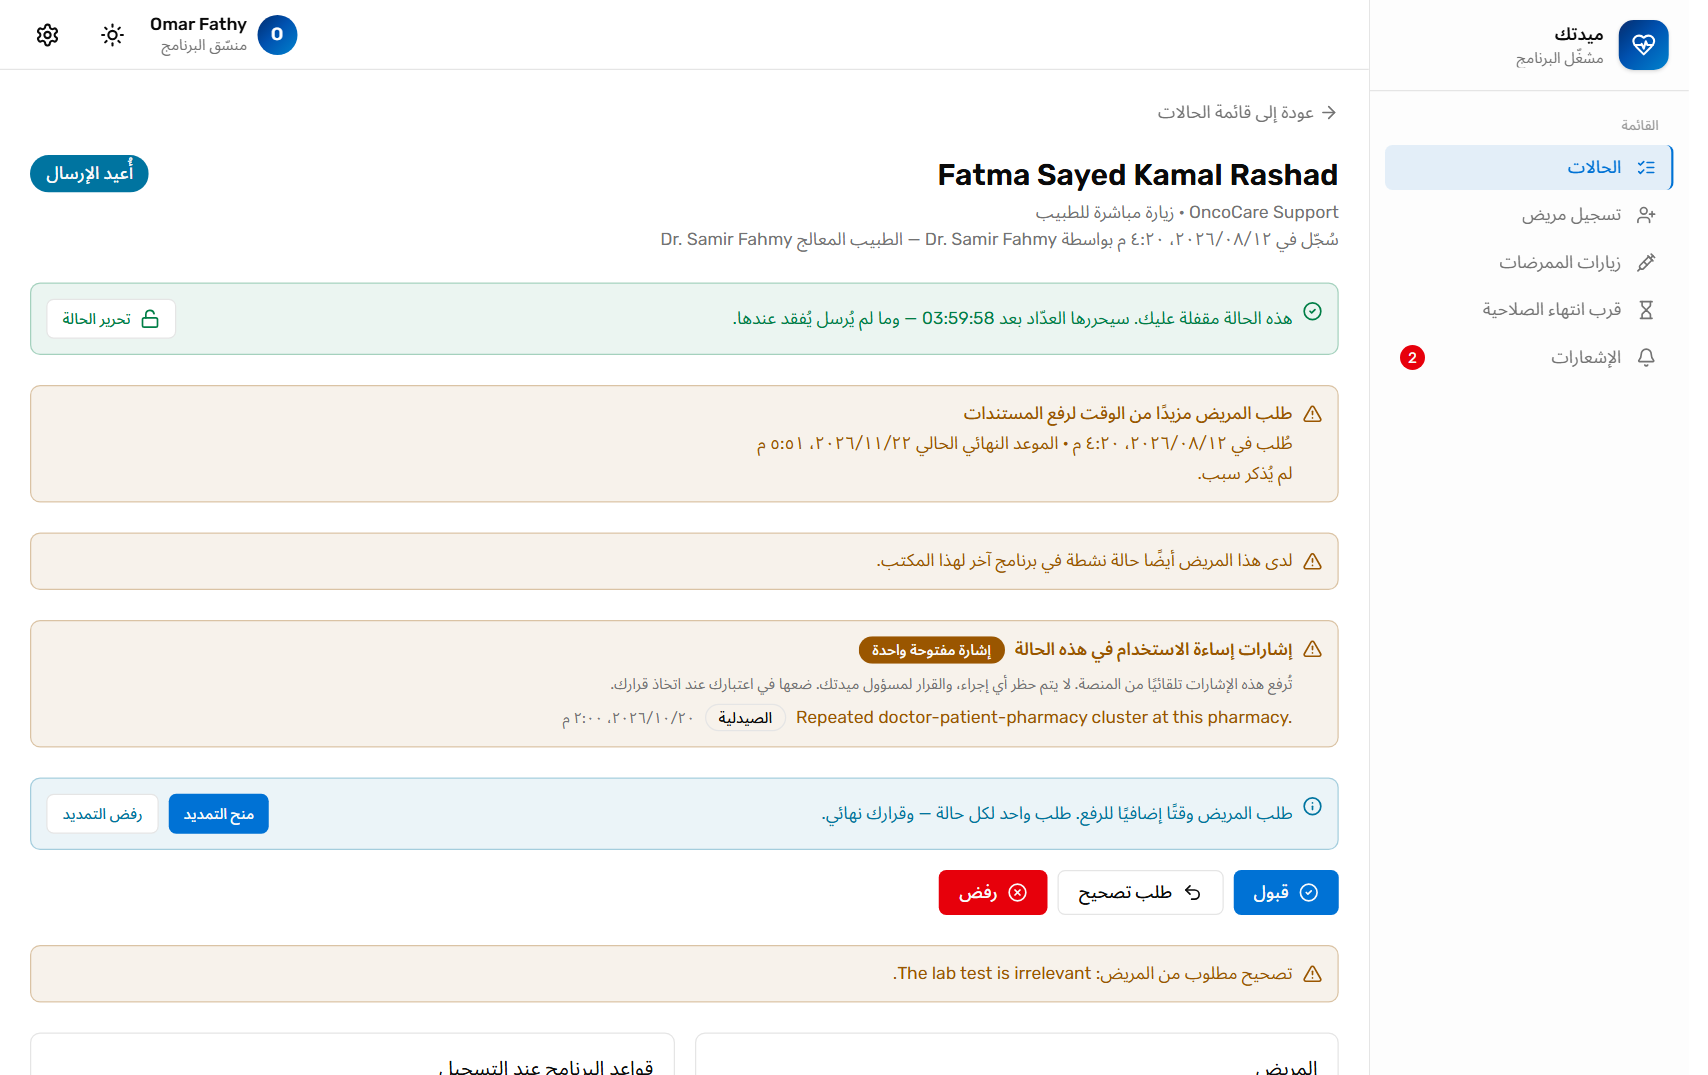 ميدتك
مشغّل البرنامج
القائمة
الحالات
تسجيل مريض
زيارات الممرضات
قرب انتهاء الصلاحية
الإشعارات
2
O
Omar Fathy
منسّق البرنامج
عودة إلى قائمة الحالات
Fatma Sayed Kamal Rashad
أُعيد الإرسال
OncoCare Support • زيارة مباشرة للطبيب
سُجّل في ٢٠٢٦/٠٨/١٢، ٤:٢٠ م بواسطة Dr. Samir Fahmy — الطبيب المعالج Dr. Samir Fahmy
هذه الحالة مقفلة عليك. سيحررها العدّاد بعد 03:59:58 — وما لم يُرسل يُفقد عندها.
تحرير الحالة
طلب المريض مزيدًا من الوقت لرفع المستندات
طُلب في ٢٠٢٦/٠٨/١٢، ٤:٢٠ م • الموعد النهائي الحالي ٢٠٢٦/١١/٢٢، ٥:٥١ م
لم يُذكر سبب.
لدى هذا المريض أيضًا حالة نشطة في برنامج آخر لهذا المكتب.
إشارات إساءة الاستخدام في هذه الحالة
إشارة مفتوحة واحدة
تُرفع هذه الإشارات تلقائيًا من المنصة. لا يتم حظر أي إجراء، والقرار لمسؤول ميدتك. ضعها في اعتبارك عند اتخاذ قرارك.
Repeated doctor-patient-pharmacy cluster at this pharmacy.
الصيدلية
٢٠٢٦/١٠/٢٠، ٢:٠٠ م
طلب المريض وقتًا إضافيًا للرفع. طلب واحد لكل حالة — وقرارك نهائي.
منح التمديد
رفض التمديد
قبول
طلب تصحيح
رفض
تصحيح مطلوب من المريض: The lab test is irrelevant.
المريض
قواعد البرنامج عند التسجيل